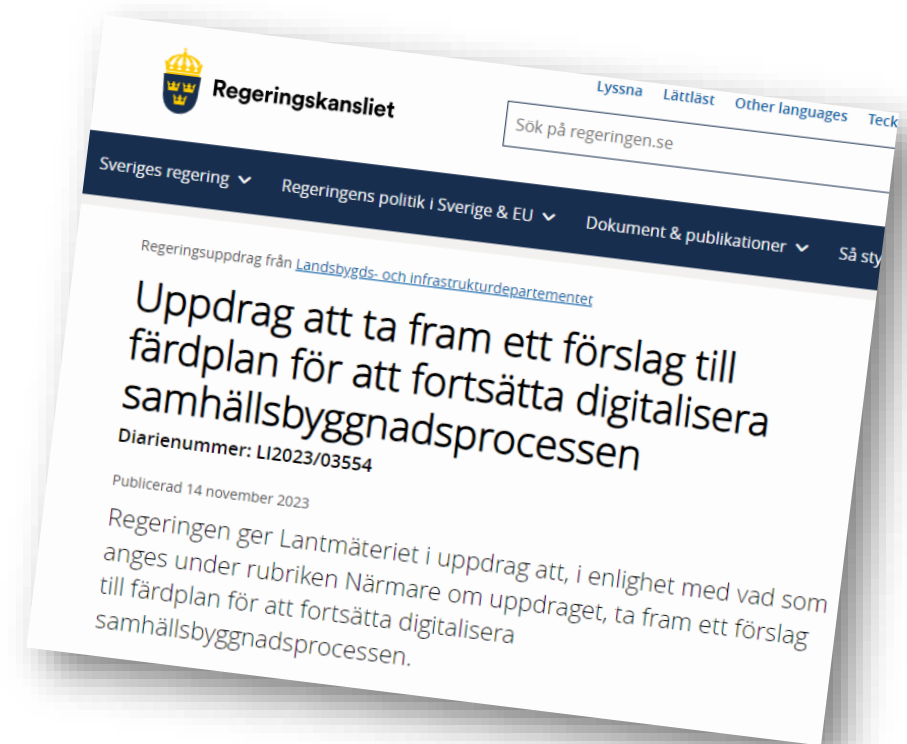 Regeringskansliet
Lyssna Lättläst Other languages
Sök på regeringen.se
Sveriges regering Regeringens politik i Sverige & EU Dokument & publikationer Så
Regeringsuppdrag från Landsbygds- och infrastrukturdepartementet
Uppdrag att ta fram ett förslag till
färdplan för att fortsätta digitalisera
samhällsbyggnadsprocessen
Diarienummer: LI2023/03554
Publicerad 14 november 2023
Regeringen ger Lantmäteriet i uppdrag att, i enlighet med vad som
anges under rubriken Närmare om uppdraget, ta fram ett förslag
till färdplan för att fortsätta digitalisera
samhällsbyggnadsprocessen.